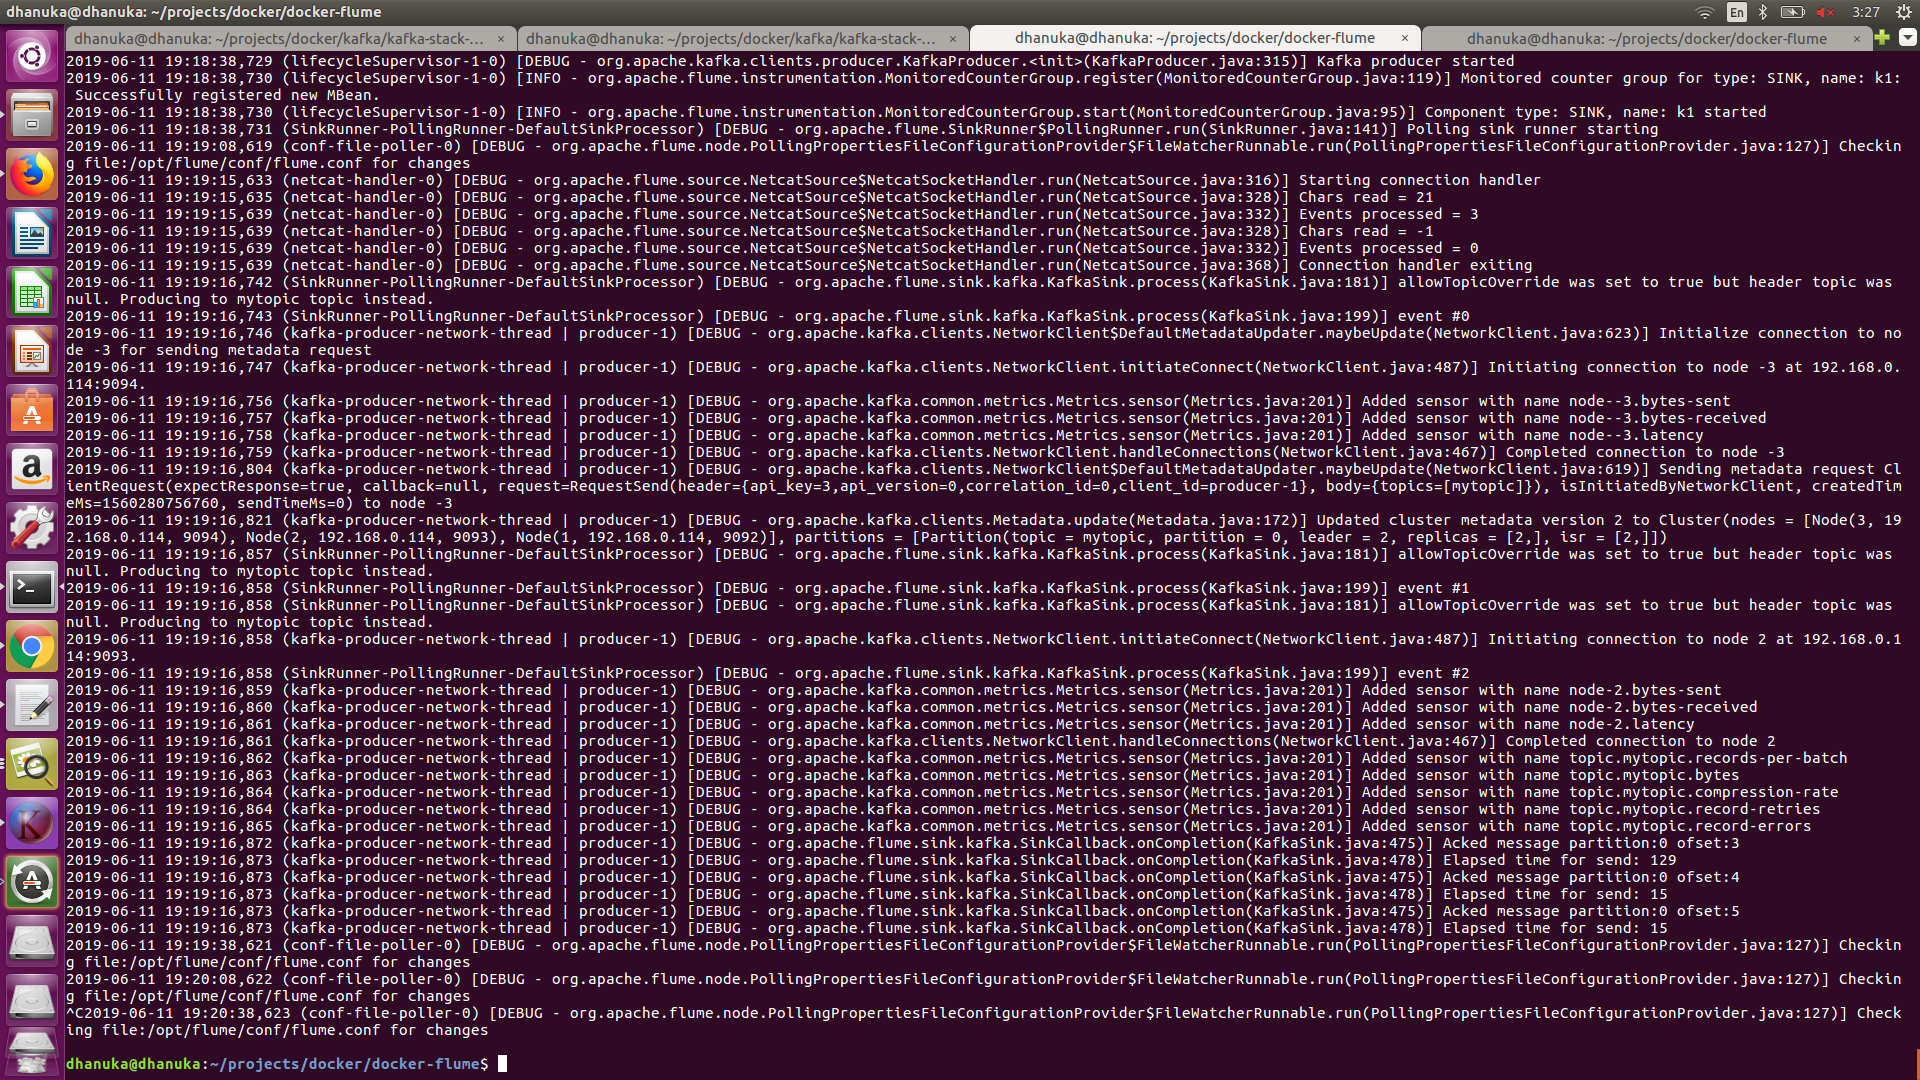 dhanuka@dhanuka: ~/projects/docker/docker-flume
En
3:27
dhanuka@dhanuka: ~/projects/docker/kafka/kafka-stack-... ×
dhanuka@dhanuka: ~/projects/docker/kafka/kafka-stack-... ×
dhanuka@dhanuka: ~/projects/docker/docker-flume ×
dhanuka@dhanuka: ~/projects/docker/docker-flume ×
2019-06-11 19:18:38,729 (lifecycleSupervisor-1-0) [DEBUG - org.apache.kafka.clients.producer.KafkaProducer.<init>(KafkaProducer.java:315)] Kafka producer started
2019-06-11 19:18:38,730 (lifecycleSupervisor-1-0) [INFO - org.apache.flume.instrumentation.MonitoredCounterGroup.register(MonitoredCounterGroup.java:119)] Monitored counter group for type: SINK, name: k1:
Successfully registered new MBean.
2019-06-11 19:18:38,730 (lifecycleSupervisor-1-0) [INFO - org.apache.flume.instrumentation.MonitoredCounterGroup.start(MonitoredCounterGroup.java:95)] Component type: SINK, name: k1 started
2019-06-11 19:18:38,731 (SinkRunner-PollingRunner-DefaultSinkProcessor) [DEBUG - org.apache.flume.SinkRunner$PollingRunner.run(SinkRunner.java:141)] Polling sink runner starting
2019-06-11 19:19:08,619 (conf-file-poller-0) [DEBUG - org.apache.flume.node.PollingPropertiesFileConfigurationProvider$FileWatcherRunnable.run(PollingPropertiesFileConfigurationProvider.java:127)] Checkin
g file:/opt/flume/conf/flume.conf for changes
2019-06-11 19:19:15,633 (netcat-handler-0) [DEBUG - org.apache.flume.source.NetcatSource$NetcatSocketHandler.run(NetcatSource.java:316)] Starting connection handler
2019-06-11 19:19:15,635 (netcat-handler-0) [DEBUG - org.apache.flume.source.NetcatSource$NetcatSocketHandler.run(NetcatSource.java:328)] Chars read = 21
2019-06-11 19:19:15,639 (netcat-handler-0) [DEBUG - org.apache.flume.source.NetcatSource$NetcatSocketHandler.run(NetcatSource.java:332)] Events processed = 3
2019-06-11 19:19:15,639 (netcat-handler-0) [DEBUG - org.apache.flume.source.NetcatSource$NetcatSocketHandler.run(NetcatSource.java:328)] Chars read = -1
2019-06-11 19:19:15,639 (netcat-handler-0) [DEBUG - org.apache.flume.source.NetcatSource$NetcatSocketHandler.run(NetcatSource.java:332)] Events processed = 0
2019-06-11 19:19:15,639 (netcat-handler-0) [DEBUG - org.apache.flume.source.NetcatSource$NetcatSocketHandler.run(NetcatSource.java:368)] Connection handler exiting
2019-06-11 19:19:16,742 (SinkRunner-PollingRunner-DefaultSinkProcessor) [DEBUG - org.apache.flume.sink.kafka.KafkaSink.process(KafkaSink.java:181)] allowTopicOverride was set to true but header topic was
null. Producing to mytopic topic instead.
2019-06-11 19:19:16,743 (SinkRunner-PollingRunner-DefaultSinkProcessor) [DEBUG - org.apache.flume.sink.kafka.KafkaSink.process(KafkaSink.java:199)] event #0
2019-06-11 19:19:16,746 (kafka-producer-network-thread | producer-1) [DEBUG - org.apache.kafka.clients.NetworkClient$DefaultMetadataUpdater.maybeUpdate(NetworkClient.java:623)] Initialize connection to no
de -3 for sending metadata request
2019-06-11 19:19:16,747 (kafka-producer-network-thread | producer-1) [DEBUG - org.apache.kafka.clients.NetworkClient.initiateConnect(NetworkClient.java:487)] Initiating connection to node -3 at 192.168.0.
114:9094.
2019-06-11 19:19:16,756 (kafka-producer-network-thread | producer-1) [DEBUG - org.apache.kafka.common.metrics.Metrics.sensor(Metrics.java:201)] Added sensor with name node--3.bytes-sent
2019-06-11 19:19:16,757 (kafka-producer-network-thread | producer-1) [DEBUG - org.apache.kafka.common.metrics.Metrics.sensor(Metrics.java:201)] Added sensor with name node--3.bytes-received
2019-06-11 19:19:16,758 (kafka-producer-network-thread | producer-1) [DEBUG - org.apache.kafka.common.metrics.Metrics.sensor(Metrics.java:201)] Added sensor with name node--3.latency
2019-06-11 19:19:16,759 (kafka-producer-network-thread | producer-1) [DEBUG - org.apache.kafka.clients.NetworkClient.handleConnections(NetworkClient.java:467)] Completed connection to node -3
2019-06-11 19:19:16,804 (kafka-producer-network-thread | producer-1) [DEBUG - org.apache.kafka.clients.NetworkClient$DefaultMetadataUpdater.maybeUpdate(NetworkClient.java:619)] Sending metadata request Cl
ientRequest(expectResponse=true, callback=null, request=RequestSend(header={api_key=3,api_version=0,correlation_id=0,client_id=producer-1}, body={topics=[mytopic]}), isInitiatedByNetworkClient, createdTim
eMs=1560280756760, sendTimeMs=0) to node -3
2019-06-11 19:19:16,821 (kafka-producer-network-thread | producer-1) [DEBUG - org.apache.kafka.clients.Metadata.update(Metadata.java:172)] Updated cluster metadata version 2 to Cluster(nodes = [Node(3, 19
2.168.0.114, 9094), Node(2, 192.168.0.114, 9093), Node(1, 192.168.0.114, 9092)], partitions = [Partition(topic = mytopic, partition = 0, leader = 2, replicas = [2,], isr = [2,]])
2019-06-11 19:19:16,857 (SinkRunner-PollingRunner-DefaultSinkProcessor) [DEBUG - org.apache.flume.sink.kafka.KafkaSink.process(KafkaSink.java:181)] allowTopicOverride was set to true but header topic was
null. Producing to mytopic topic instead.
2019-06-11 19:19:16,858 (SinkRunner-PollingRunner-DefaultSinkProcessor) [DEBUG - org.apache.flume.sink.kafka.KafkaSink.process(KafkaSink.java:199)] event #1
2019-06-11 19:19:16,858 (SinkRunner-PollingRunner-DefaultSinkProcessor) [DEBUG - org.apache.flume.sink.kafka.KafkaSink.process(KafkaSink.java:181)] allowTopicOverride was set to true but header topic was
null. Producing to mytopic topic instead.
2019-06-11 19:19:16,858 (kafka-producer-network-thread | producer-1) [DEBUG - org.apache.kafka.clients.NetworkClient.initiateConnect(NetworkClient.java:487)] Initiating connection to node 2 at 192.168.0.1
14:9093.
2019-06-11 19:19:16,858 (SinkRunner-PollingRunner-DefaultSinkProcessor) [DEBUG - org.apache.flume.sink.kafka.KafkaSink.process(KafkaSink.java:199)] event #2
2019-06-11 19:19:16,859 (kafka-producer-network-thread | producer-1) [DEBUG - org.apache.kafka.common.metrics.Metrics.sensor(Metrics.java:201)] Added sensor with name node-2.bytes-sent
2019-06-11 19:19:16,860 (kafka-producer-network-thread | producer-1) [DEBUG - org.apache.kafka.common.metrics.Metrics.sensor(Metrics.java:201)] Added sensor with name node-2.bytes-received
2019-06-11 19:19:16,861 (kafka-producer-network-thread | producer-1) [DEBUG - org.apache.kafka.common.metrics.Metrics.sensor(Metrics.java:201)] Added sensor with name node-2.latency
2019-06-11 19:19:16,861 (kafka-producer-network-thread | producer-1) [DEBUG - org.apache.kafka.clients.NetworkClient.handleConnections(NetworkClient.java:467)] Completed connection to node 2
2019-06-11 19:19:16,862 (kafka-producer-network-thread | producer-1) [DEBUG - org.apache.kafka.common.metrics.Metrics.sensor(Metrics.java:201)] Added sensor with name topic.mytopic.records-per-batch
2019-06-11 19:19:16,863 (kafka-producer-network-thread | producer-1) [DEBUG - org.apache.kafka.common.metrics.Metrics.sensor(Metrics.java:201)] Added sensor with name topic.mytopic.bytes
2019-06-11 19:19:16,864 (kafka-producer-network-thread | producer-1) [DEBUG - org.apache.kafka.common.metrics.Metrics.sensor(Metrics.java:201)] Added sensor with name topic.mytopic.compression-rate
2019-06-11 19:19:16,864 (kafka-producer-network-thread | producer-1) [DEBUG - org.apache.kafka.common.metrics.Metrics.sensor(Metrics.java:201)] Added sensor with name topic.mytopic.record-retries
2019-06-11 19:19:16,865 (kafka-producer-network-thread | producer-1) [DEBUG - org.apache.kafka.common.metrics.Metrics.sensor(Metrics.java:201)] Added sensor with name topic.mytopic.record-errors
2019-06-11 19:19:16,872 (kafka-producer-network-thread | producer-1) [DEBUG - org.apache.flume.sink.kafka.SinkCallback.onCompletion(KafkaSink.java:475)] Acked message partition:0 ofset:3
2019-06-11 19:19:16,873 (kafka-producer-network-thread | producer-1) [DEBUG - org.apache.flume.sink.kafka.SinkCallback.onCompletion(KafkaSink.java:478)] Elapsed time for send: 129
2019-06-11 19:19:16,873 (kafka-producer-network-thread | producer-1) [DEBUG - org.apache.flume.sink.kafka.SinkCallback.onCompletion(KafkaSink.java:475)] Acked message partition:0 ofset:4
2019-06-11 19:19:16,873 (kafka-producer-network-thread | producer-1) [DEBUG - org.apache.flume.sink.kafka.SinkCallback.onCompletion(KafkaSink.java:478)] Elapsed time for send: 15
2019-06-11 19:19:16,873 (kafka-producer-network-thread | producer-1) [DEBUG - org.apache.flume.sink.kafka.SinkCallback.onCompletion(KafkaSink.java:475)] Acked message partition:0 ofset:5
2019-06-11 19:19:16,873 (kafka-producer-network-thread | producer-1) [DEBUG - org.apache.flume.sink.kafka.SinkCallback.onCompletion(KafkaSink.java:478)] Elapsed time for send: 15
2019-06-11 19:19:38,621 (conf-file-poller-0) [DEBUG - org.apache.flume.node.PollingPropertiesFileConfigurationProvider$FileWatcherRunnable.run(PollingPropertiesFileConfigurationProvider.java:127)] Checkin
g file:/opt/flume/conf/flume.conf for changes
2019-06-11 19:20:08,622 (conf-file-poller-0) [DEBUG - org.apache.flume.node.PollingPropertiesFileConfigurationProvider$FileWatcherRunnable.run(PollingPropertiesFileConfigurationProvider.java:127)] Checkin
g file:/opt/flume/conf/flume.conf for changes
^C2019-06-11 19:20:38,623 (conf-file-poller-0) [DEBUG - org.apache.flume.node.PollingPropertiesFileConfigurationProvider$FileWatcherRunnable.run(PollingPropertiesFileConfigurationProvider.java:127)] Check
ing file:/opt/flume/conf/flume.conf for changes
dhanuka@dhanuka:~/projects/docker/docker-flume$